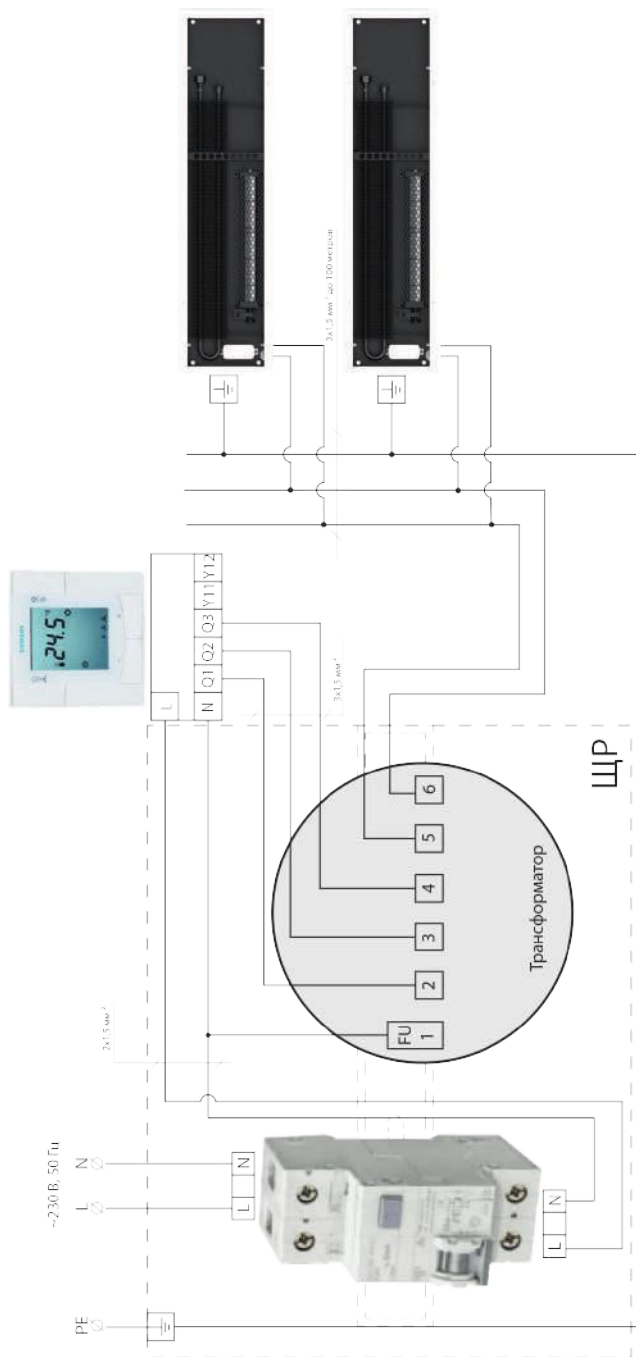 ~230 В, 50 Гц
PE
L
N
L
N
L
N
2x1,5 мм²
FU
1
2
3
4
5
6
Трансформатор
ЩР
L
N
Q1
Q2
Q3
Y11
Y12
3x1,5 мм²
SIEMENS
24.5
3x1,5 мм² до 100 метров